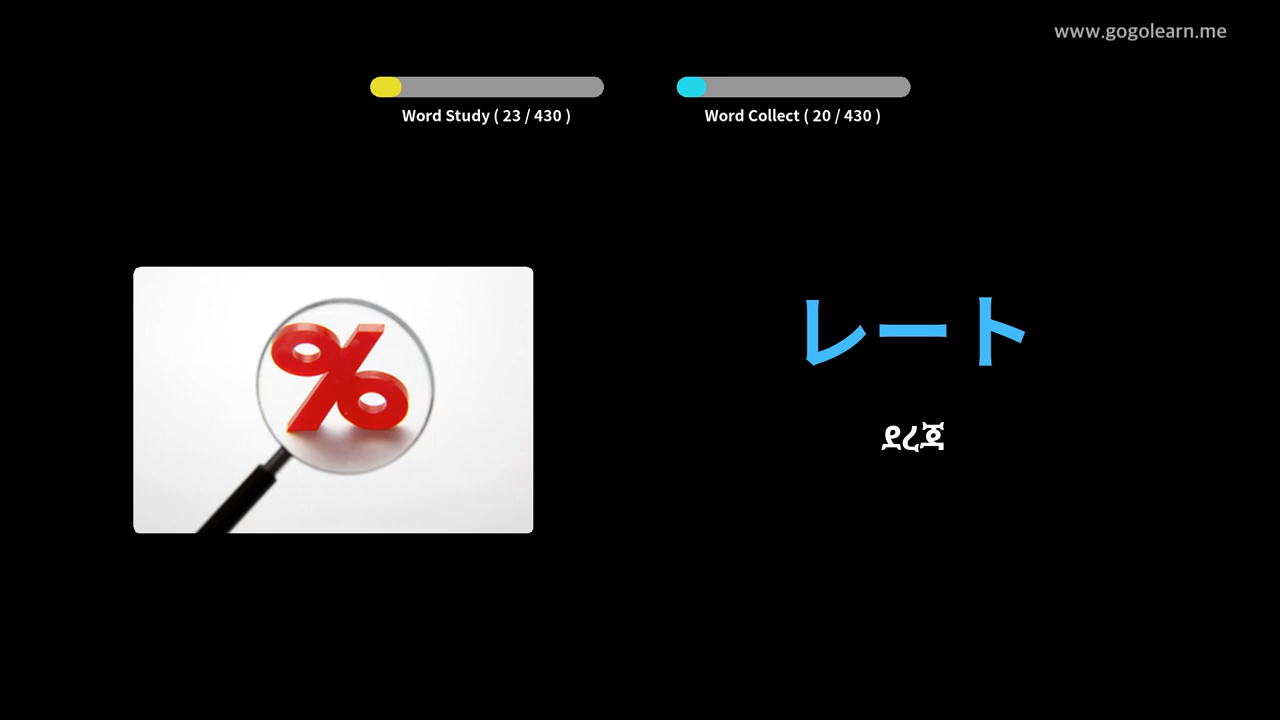 www.gogolearn.me
Word Study ( 23 / 430 )
Word Collect ( 20 / 430 )
%
レート
ደረጃ